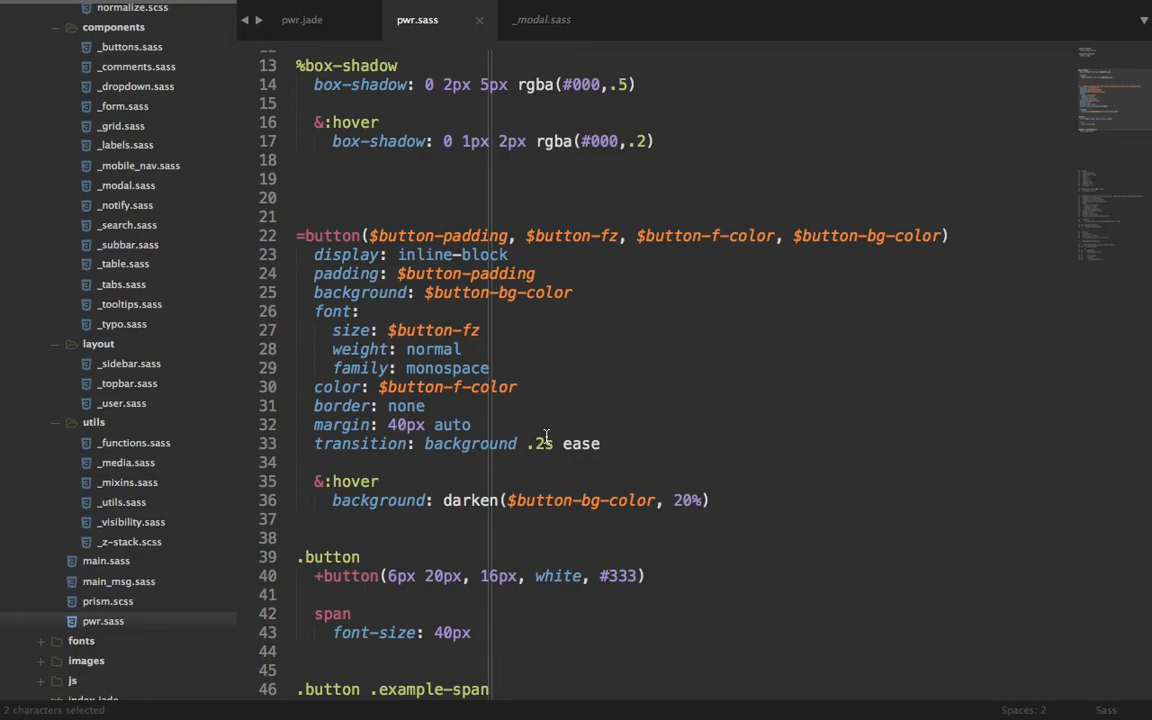 normalize.scss
components
_buttons.sass
_comments.sass
_dropdown.sass
_form.sass
_grid.sass
_labels.sass
_mobile_nav.sass
_modal.sass
_notify.sass
_search.sass
_subbar.sass
_table.sass
_tabs.sass
_tooltips.sass
_typo.sass
layout
_sidebar.sass
_topbar.sass
_user.sass
utils
_functions.sass
_media.sass
_mixins.sass
_utils.sass
_visibility.sass
_z-stack.scss
main.sass
main_msg.sass
prism.scss
pwr.sass
fonts
images
js
index.jade
pwr.jade
pwr.sass
_modal.sass
13 %box-shadow
14 box-shadow: 0 2px 5px rgba(#000,.5)
15
16 &:hover
17 box-shadow: 0 1px 2px rgba(#000,.2)
18
19
20
21
22 =button($button-padding, $button-fz, $button-f-color, $button-bg-color)
23 display: inline-block
24 padding: $button-padding
25 background: $button-bg-color
26 font:
27 size: $button-fz
28 weight: normal
29 family: monospace
30 color: $button-f-color
31 border: none
32 margin: 40px auto
33 transition: background .2s ease
34
35 &:hover
36 background: darken($button-bg-color, 20%)
37
38
39 .button
40 +button(6px 20px, 16px, white, #333)
41
42 span
43 font-size: 40px
44
45
46 .button .example-span
2 characters selected
Spaces: 2
Sass